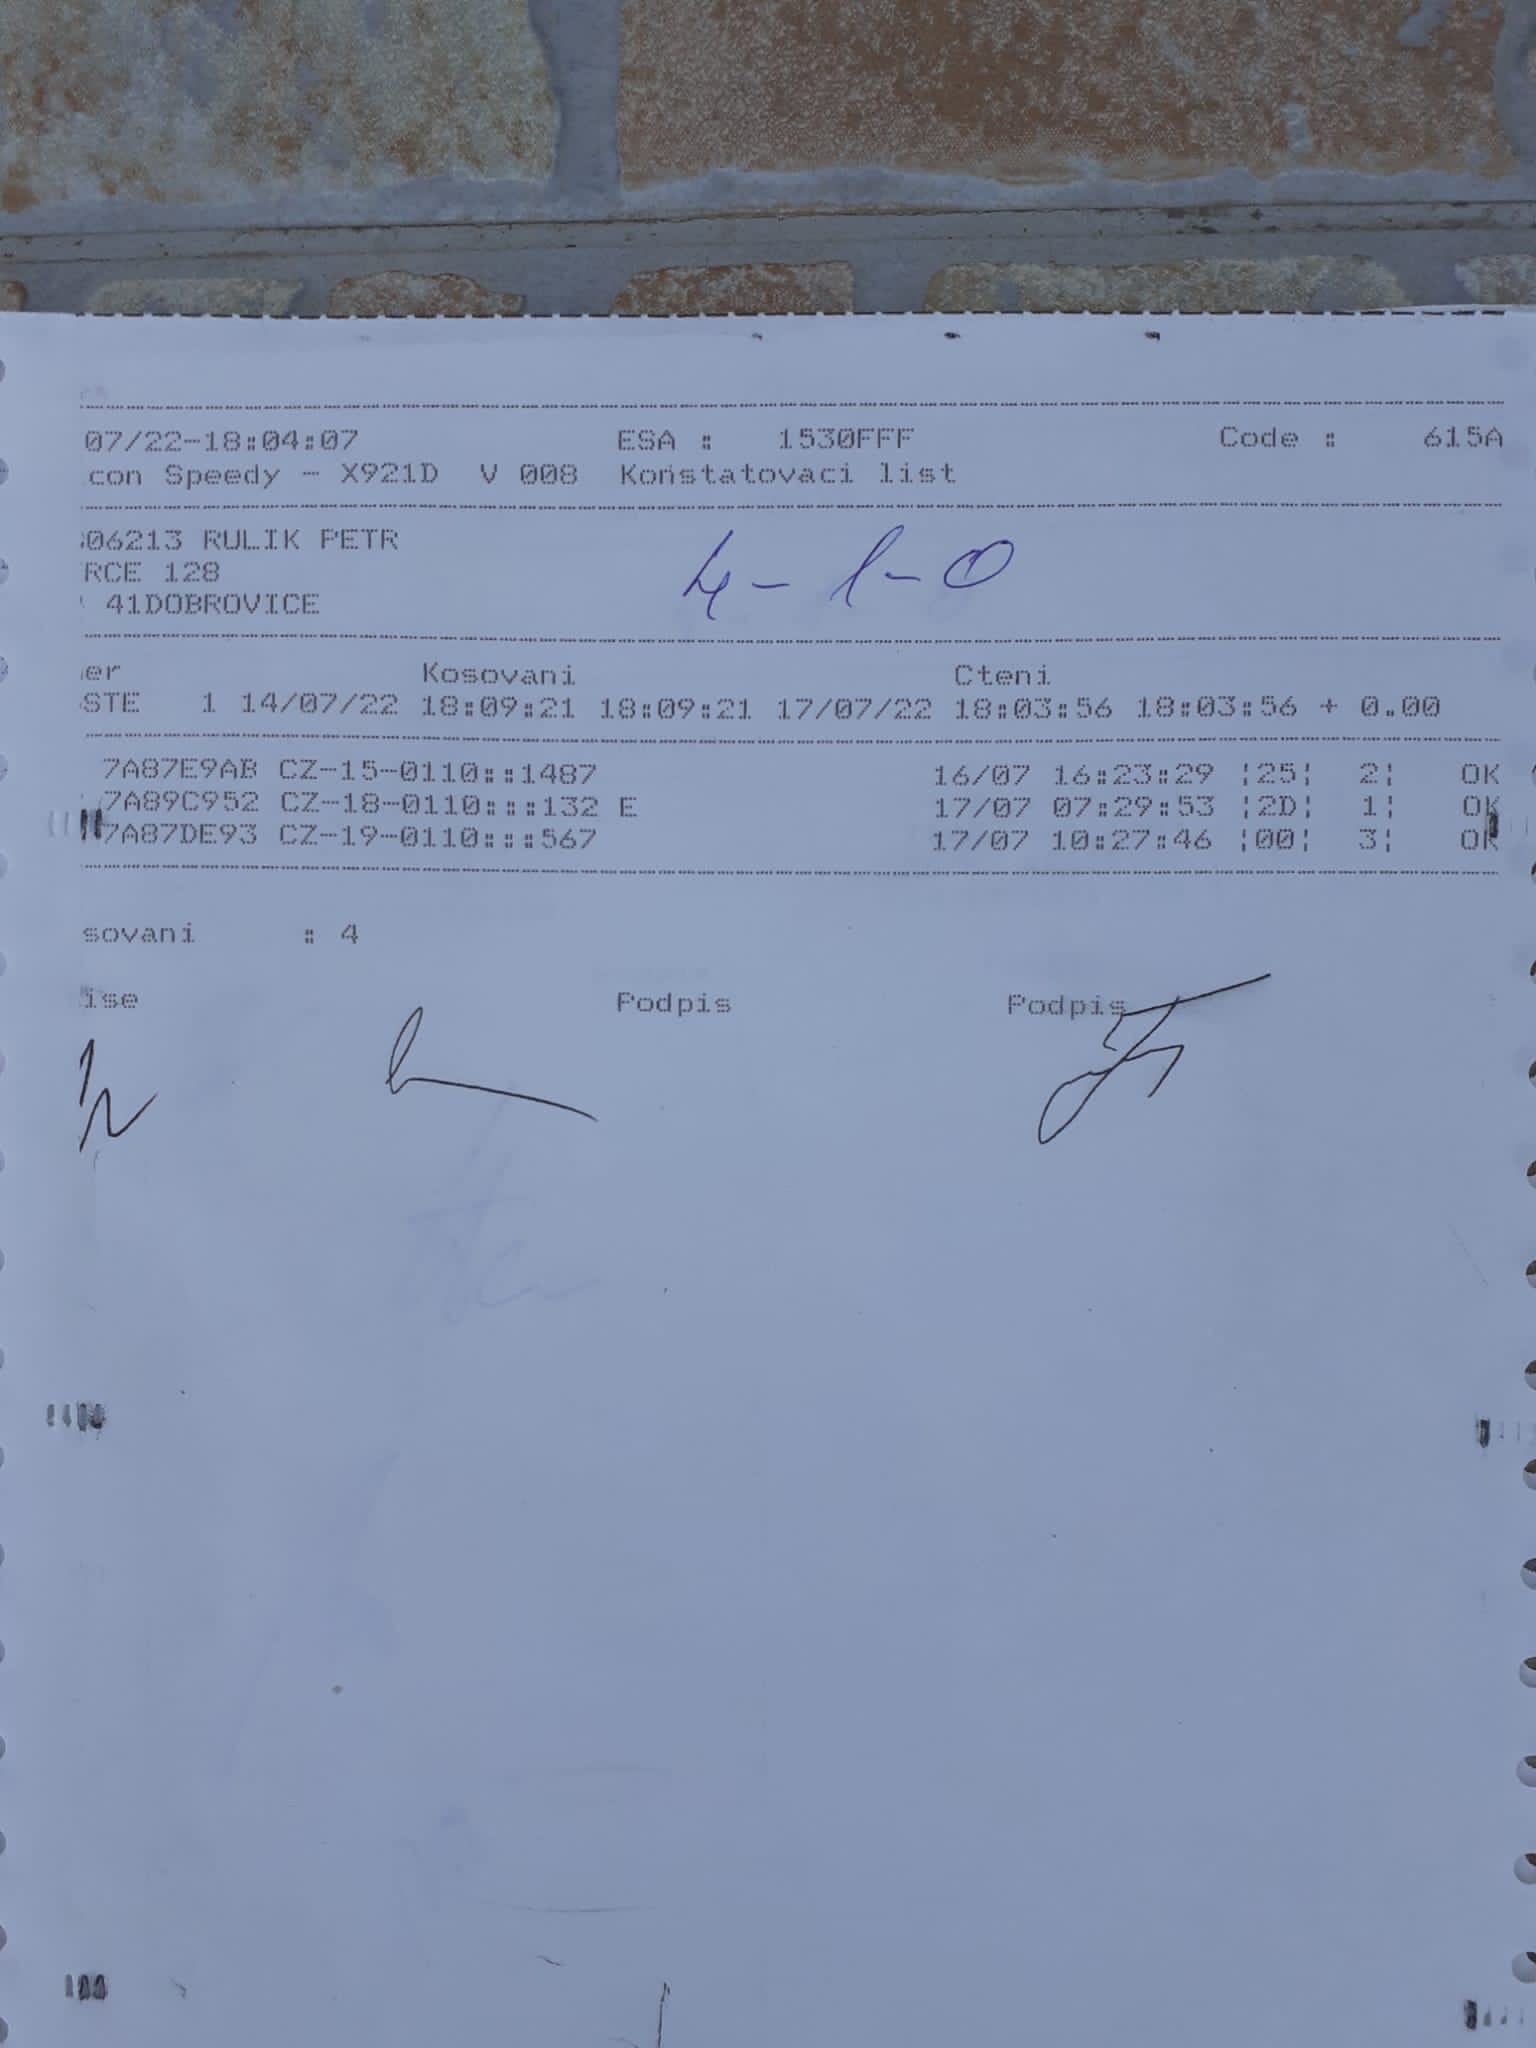 07/22-18:04:07 ESA : 1530FFF Code : 615A
con Speedy - X921D V 008 Konstatovaci list
06213 RULIK PETR
RCE 128
41DOBROVICE
4-1-0
er Kosovani Cteni
STE 1 14/07/22 18:09:21 18:09:21 17/07/22 18:03:56 18:03:56 + 0.00
7A87E9AB CZ-15-0110::1487 16/07 16:23:29 ¦25¦ 2¦ OK
7A89C952 CZ-18-0110:::132 E 17/07 07:29:53 ¦2D¦ 1¦ OK
7A87DE93 CZ-19-0110:::567 17/07 10:27:46 ¦00¦ 3¦ OK
sovani : 4
ise Podpis Podpis